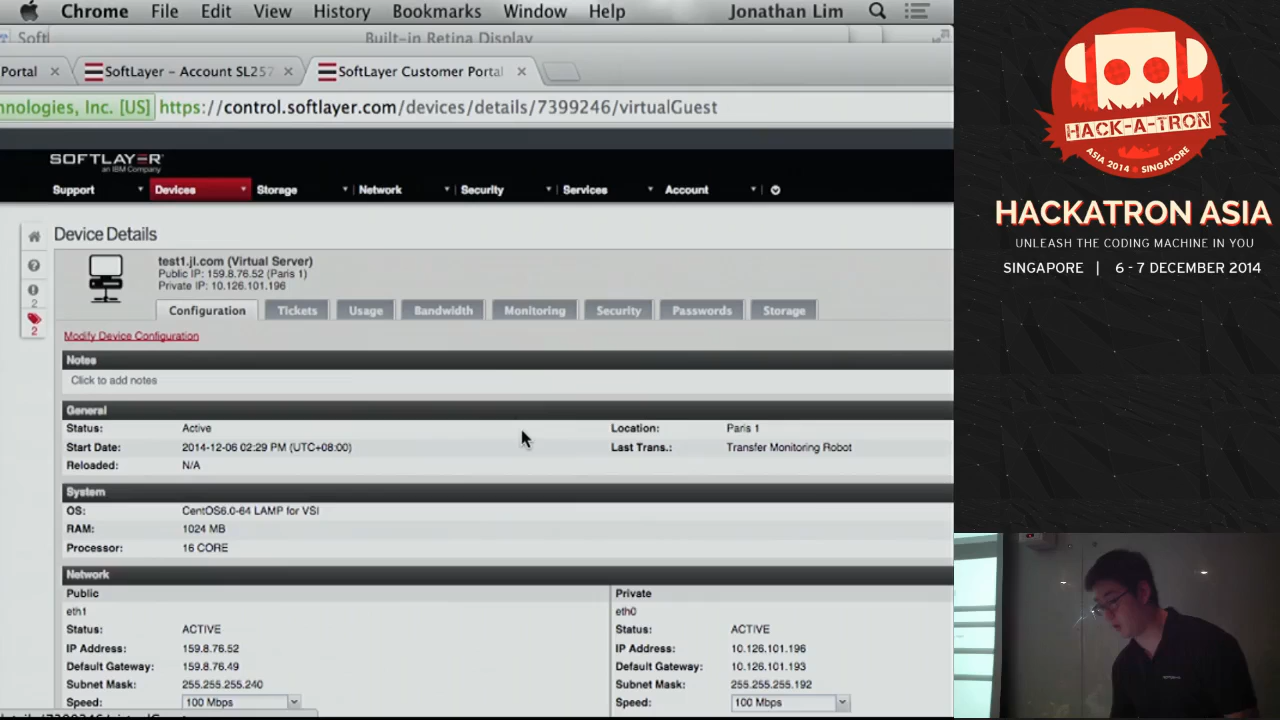 Chrome File Edit View History Bookmarks Window Help Jonathan Lim
Soft Built-in Retina Display
Portal × SoftLayer – Account SL257 × SoftLayer Customer Portal ×
hnologies, Inc. [US] https://control.softlayer.com/devices/details/7399246/virtualGuest
SOFTLAYER
an IBM Company
Support Devices Storage Network Security Services Account
Device Details
test1.jl.com (Virtual Server)
Public IP: 159.8.76.52 (Paris 1)
Private IP: 10.126.101.196
2
2
Configuration Tickets Usage Bandwidth Monitoring Security Passwords Storage
Modify Device Configuration
Notes
Click to add notes
General
Status: Active Location: Paris 1
Start Date: 2014-12-06 02:29 PM (UTC+08:00) Last Trans.: Transfer Monitoring Robot
Reloaded: N/A
System
OS: CentOS6.0-64 LAMP for VSI
RAM: 1024 MB
Processor: 16 CORE
Network
Public Private
eth1 eth0
Status: ACTIVE Status: ACTIVE
IP Address: 159.8.76.52 IP Address: 10.126.101.196
Default Gateway: 159.8.76.49 Default Gateway: 10.126.101.193
Subnet Mask: 255.255.255.240 Subnet Mask: 255.255.255.192
Speed: 100 Mbps Speed: 100 Mbps
HACK-A-TRON
ASIA 2014 SINGAPORE
HACKATRON ASIA
UNLEASH THE CODING MACHINE IN YOU
SINGAPORE | 6 - 7 DECEMBER 2014